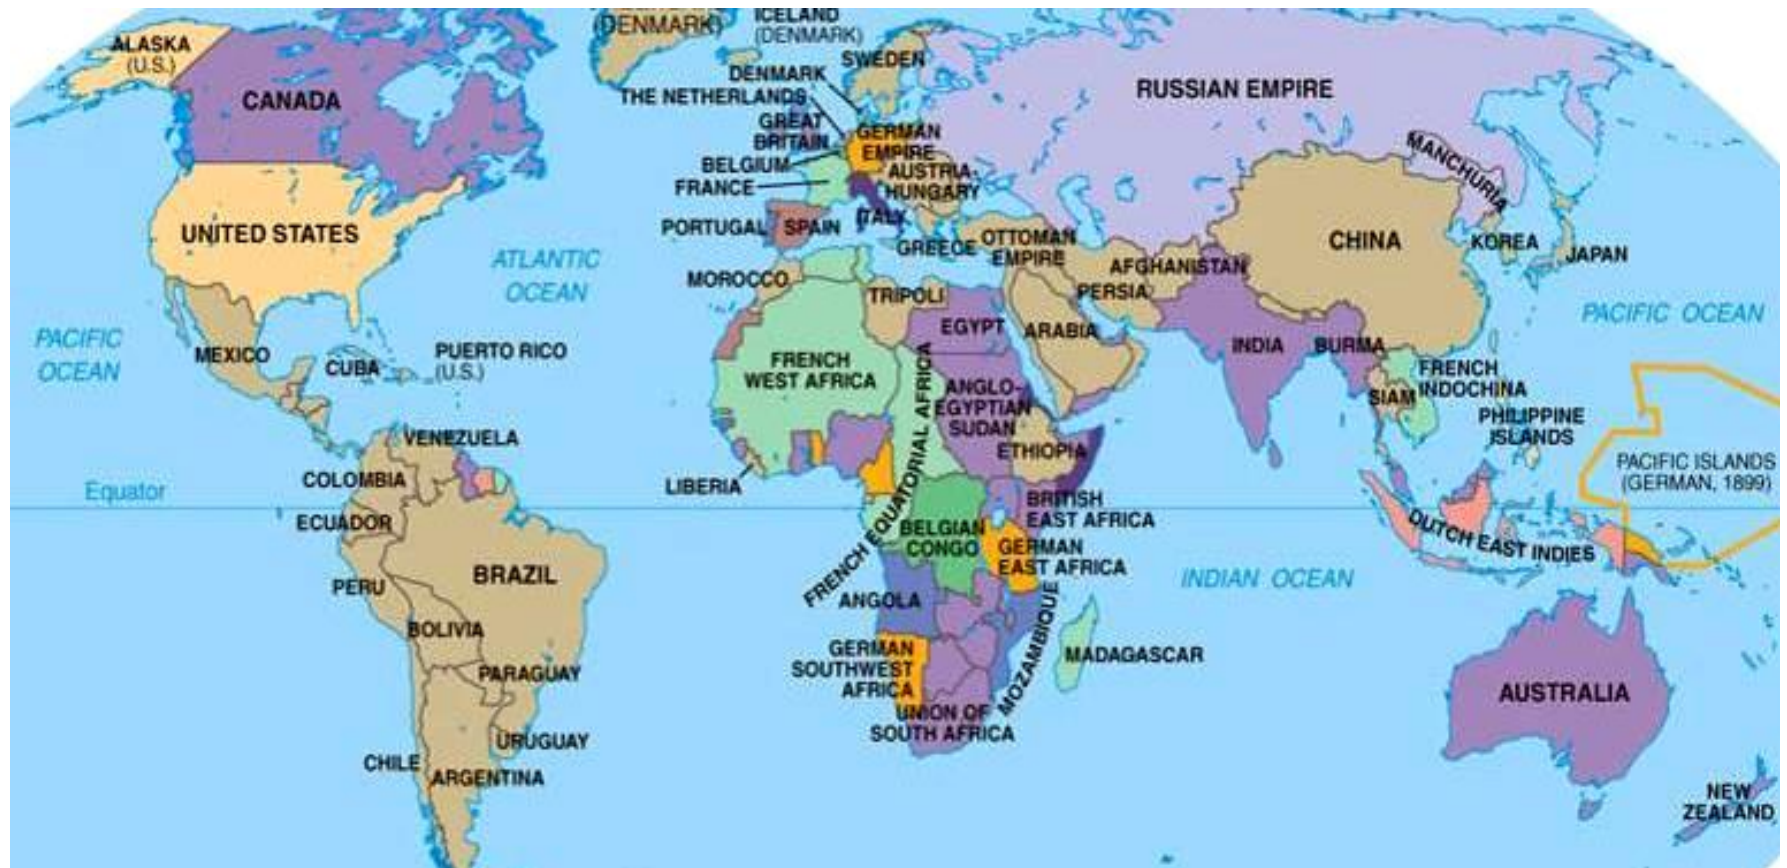 ALASKA
(U.S.)
CANADA
UNITED STATES
MEXICO
CUBA
PUERTO RICO
(U.S.)
ATLANTIC
OCEAN
PACIFIC
OCEAN
Equator
VENEZUELA
COLOMBIA
ECUADOR
PERU
BRAZIL
BOLIVIA
PARAGUAY
URUGUAY
CHILE
ARGENTINA
(DENMARK)
ICELAND
(DENMARK)
SWEDEN
DENMARK
THE NETHERLANDS
GREAT
BRITAIN
BELGIUM
FRANCE
GERMAN
EMPIRE
AUSTRIA-
HUNGARY
PORTUGAL
SPAIN
ITALY
GREECE
OTTOMAN
EMPIRE
RUSSIAN EMPIRE
MANCHURIA
CHINA
KOREA
JAPAN
AFGHANISTAN
PERSIA
ARABIA
INDIA
BURMA
SIAM
FRENCH
INDOCHINA
PHILIPPINE
ISLANDS
PACIFIC OCEAN
PACIFIC ISLANDS
(GERMAN, 1899)
DUTCH EAST INDIES
INDIAN OCEAN
AUSTRALIA
NEW
ZEALAND
MOROCCO
TRIPOLI
EGYPT
FRENCH
WEST AFRICA
ANGLO-
EGYPTIAN
SUDAN
ETHIOPIA
LIBERIA
FRENCH EQUATORIAL AFRICA
BELGIAN
CONGO
BRITISH
EAST AFRICA
GERMAN
EAST AFRICA
ANGOLA
GERMAN
SOUTHWEST
AFRICA
MOZAMBIQUE
MADAGASCAR
UNION OF
SOUTH AFRICA